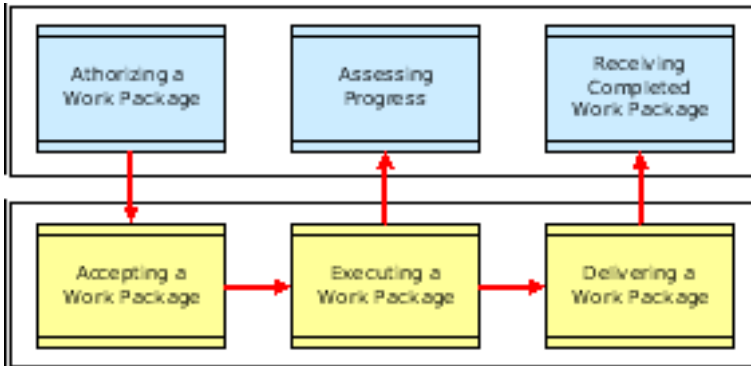 Athorizing a
Work Package
Assessing
Progress
Receiving
Completed
Work Package
Accepting a
Work Package
Executing a
Work Package
Delivering a
Work Package